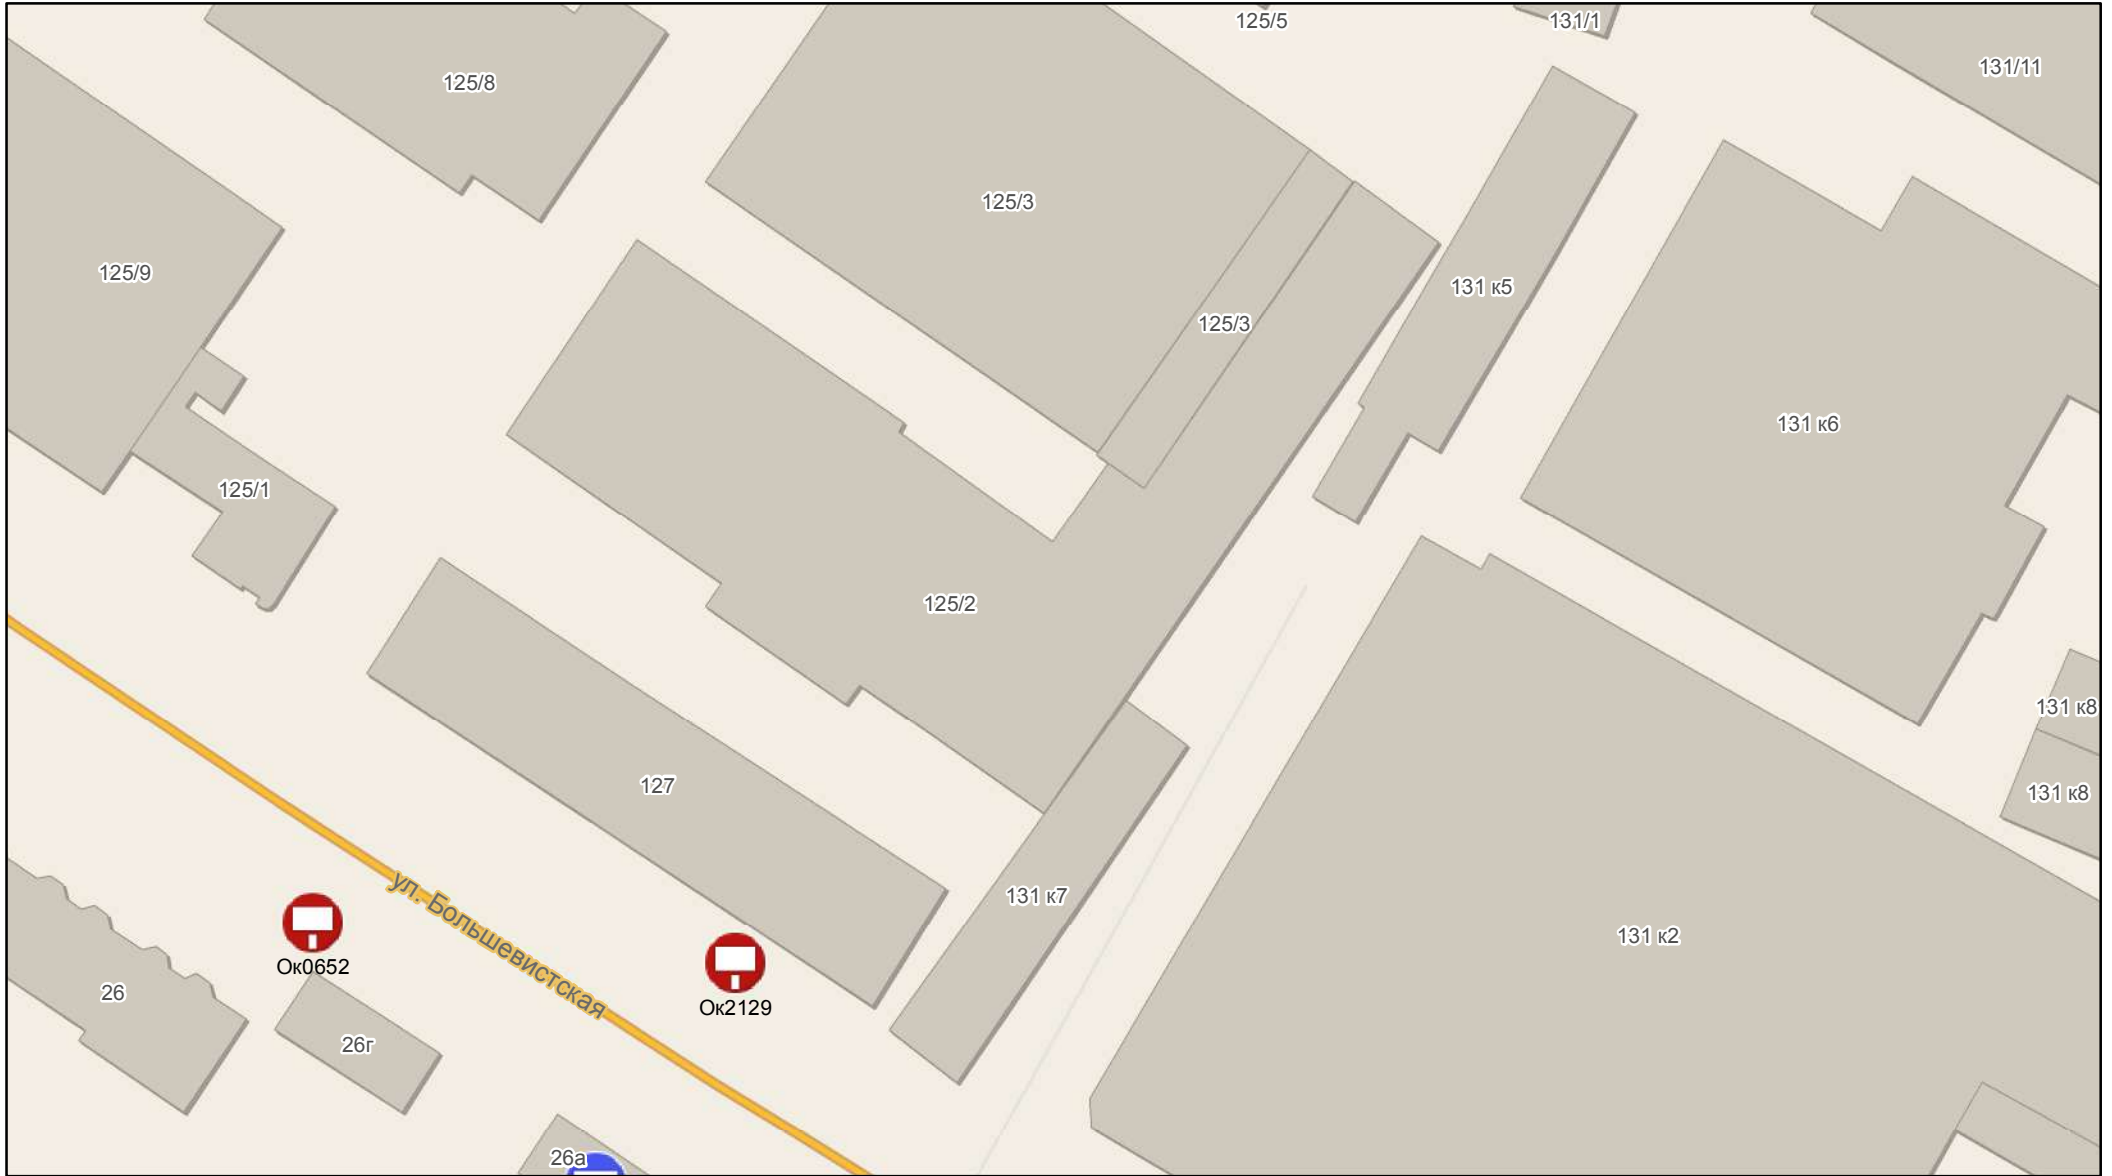 125/5
131/1
131/11
125/8
125/3
125/9
131 к5
125/3
131 к6
125/1
125/2
131 к8
127
131 к8
ул. Большевистская
131 к7
131 к2
Ок0652
26
Ок2129
26г
26а